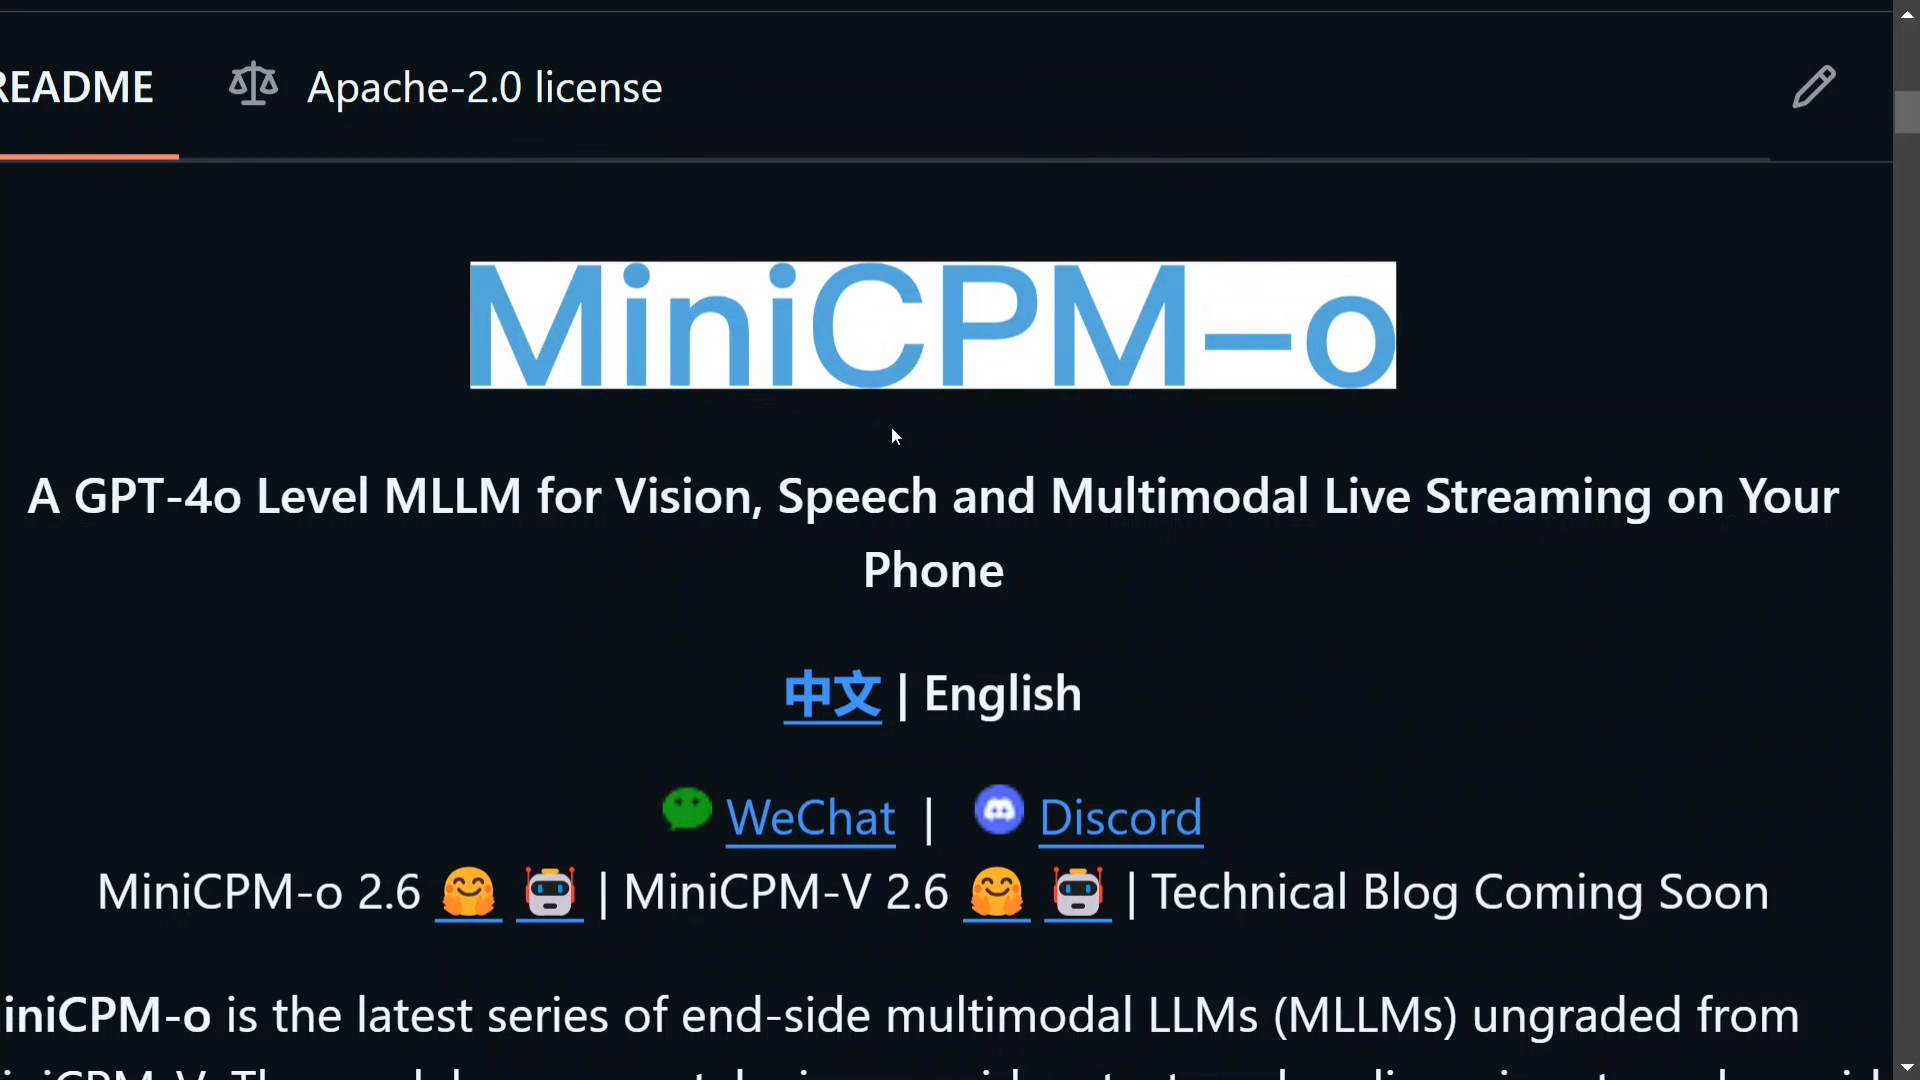 README Apache-2.0 license
MiniCPM-o
A GPT-4o Level MLLM for Vision, Speech and Multimodal Live Streaming on Your
Phone
中文 | English
WeChat | Discord
MiniCPM-o 2.6 🤗 🤖 | MiniCPM-V 2.6 🤗 🤖 | Technical Blog Coming Soon
iniCPM-o is the latest series of end-side multimodal LLMs (MLLMs) ungraded from